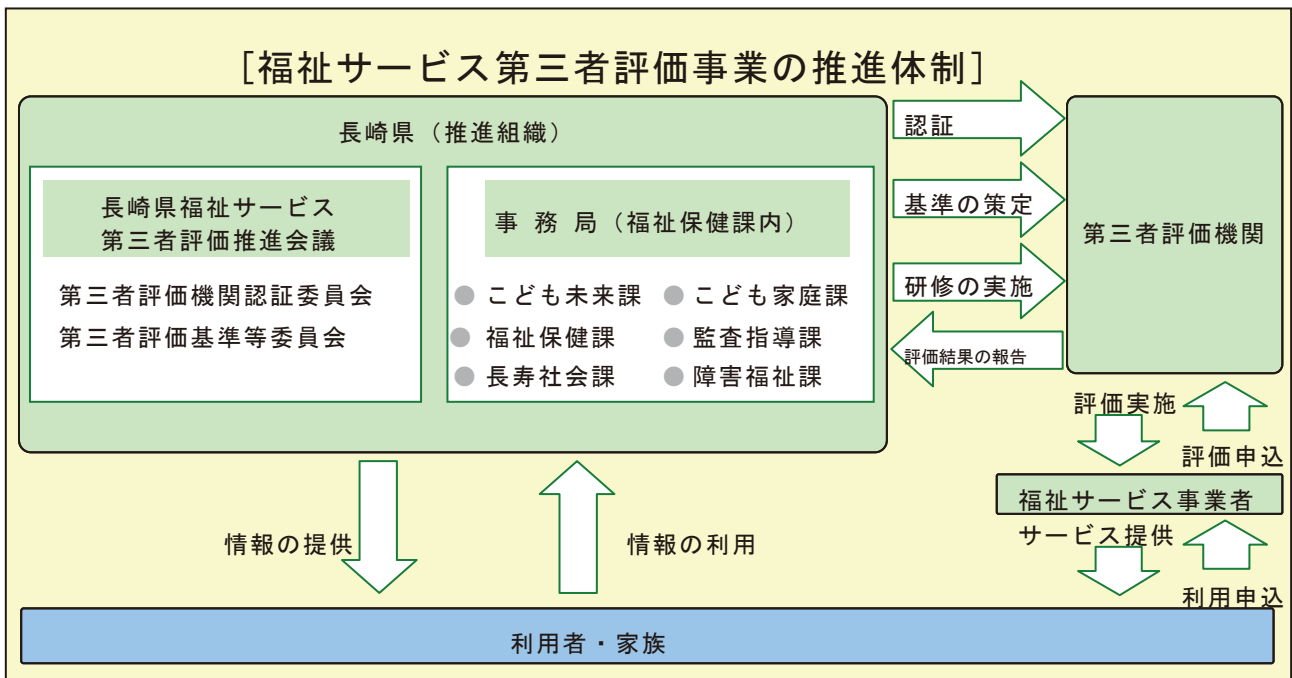 [福祉サービス第三者評価事業の推進体制]
長崎県（推進組織）
長崎県福祉サービス
第三者評価推進会議
第三者評価機関認証委員会
第三者評価基準等委員会
事 務 局（福祉保健課内）
●こども未来課 ●こども家庭課
●福祉保健課 ●監査指導課
●長寿社会課 ●障害福祉課
認証
基準の策定
研修の実施
評価結果の報告
第三者評価機関
評価実施
評価申込
福祉サービス事業者
サービス提供
利用申込
情報の提供
情報の利用
利用者・家族